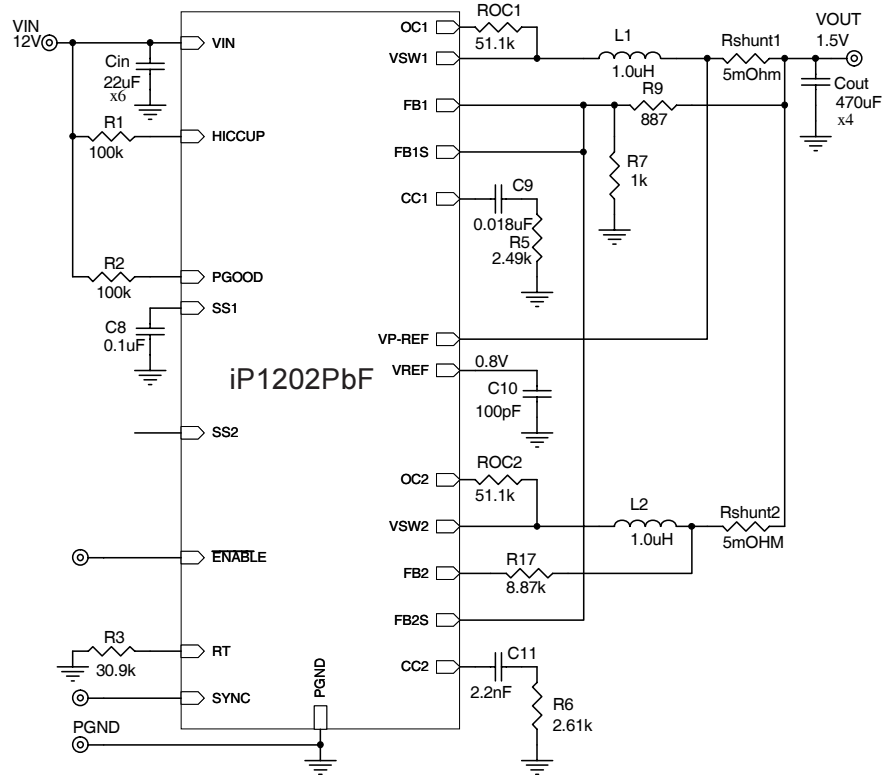 VIN
12V
Cin
22uF
x6
R1
100k
R2
100k
C8
0.1uF
R3
30.9k
PGND
VIN
HICCUP
PGOOD
SS1
SS2
ENABLE
RT
SYNC
PGND
iP1202PbF
OC1
VSW1
FB1
FB1S
CC1
VP-REF
VREF
OC2
VSW2
FB2
FB2S
CC2
ROC1
51.1k
L1
1.0uH
Rshunt1
5mOhm
VOUT
1.5V
Cout
470uF
x4
R9
887
R7
1k
C9
0.018uF
R5
2.49k
0.8V
C10
100pF
ROC2
51.1k
L2
1.0uH
Rshunt2
5mOHM
R17
8.87k
C11
2.2nF
R6
2.61k